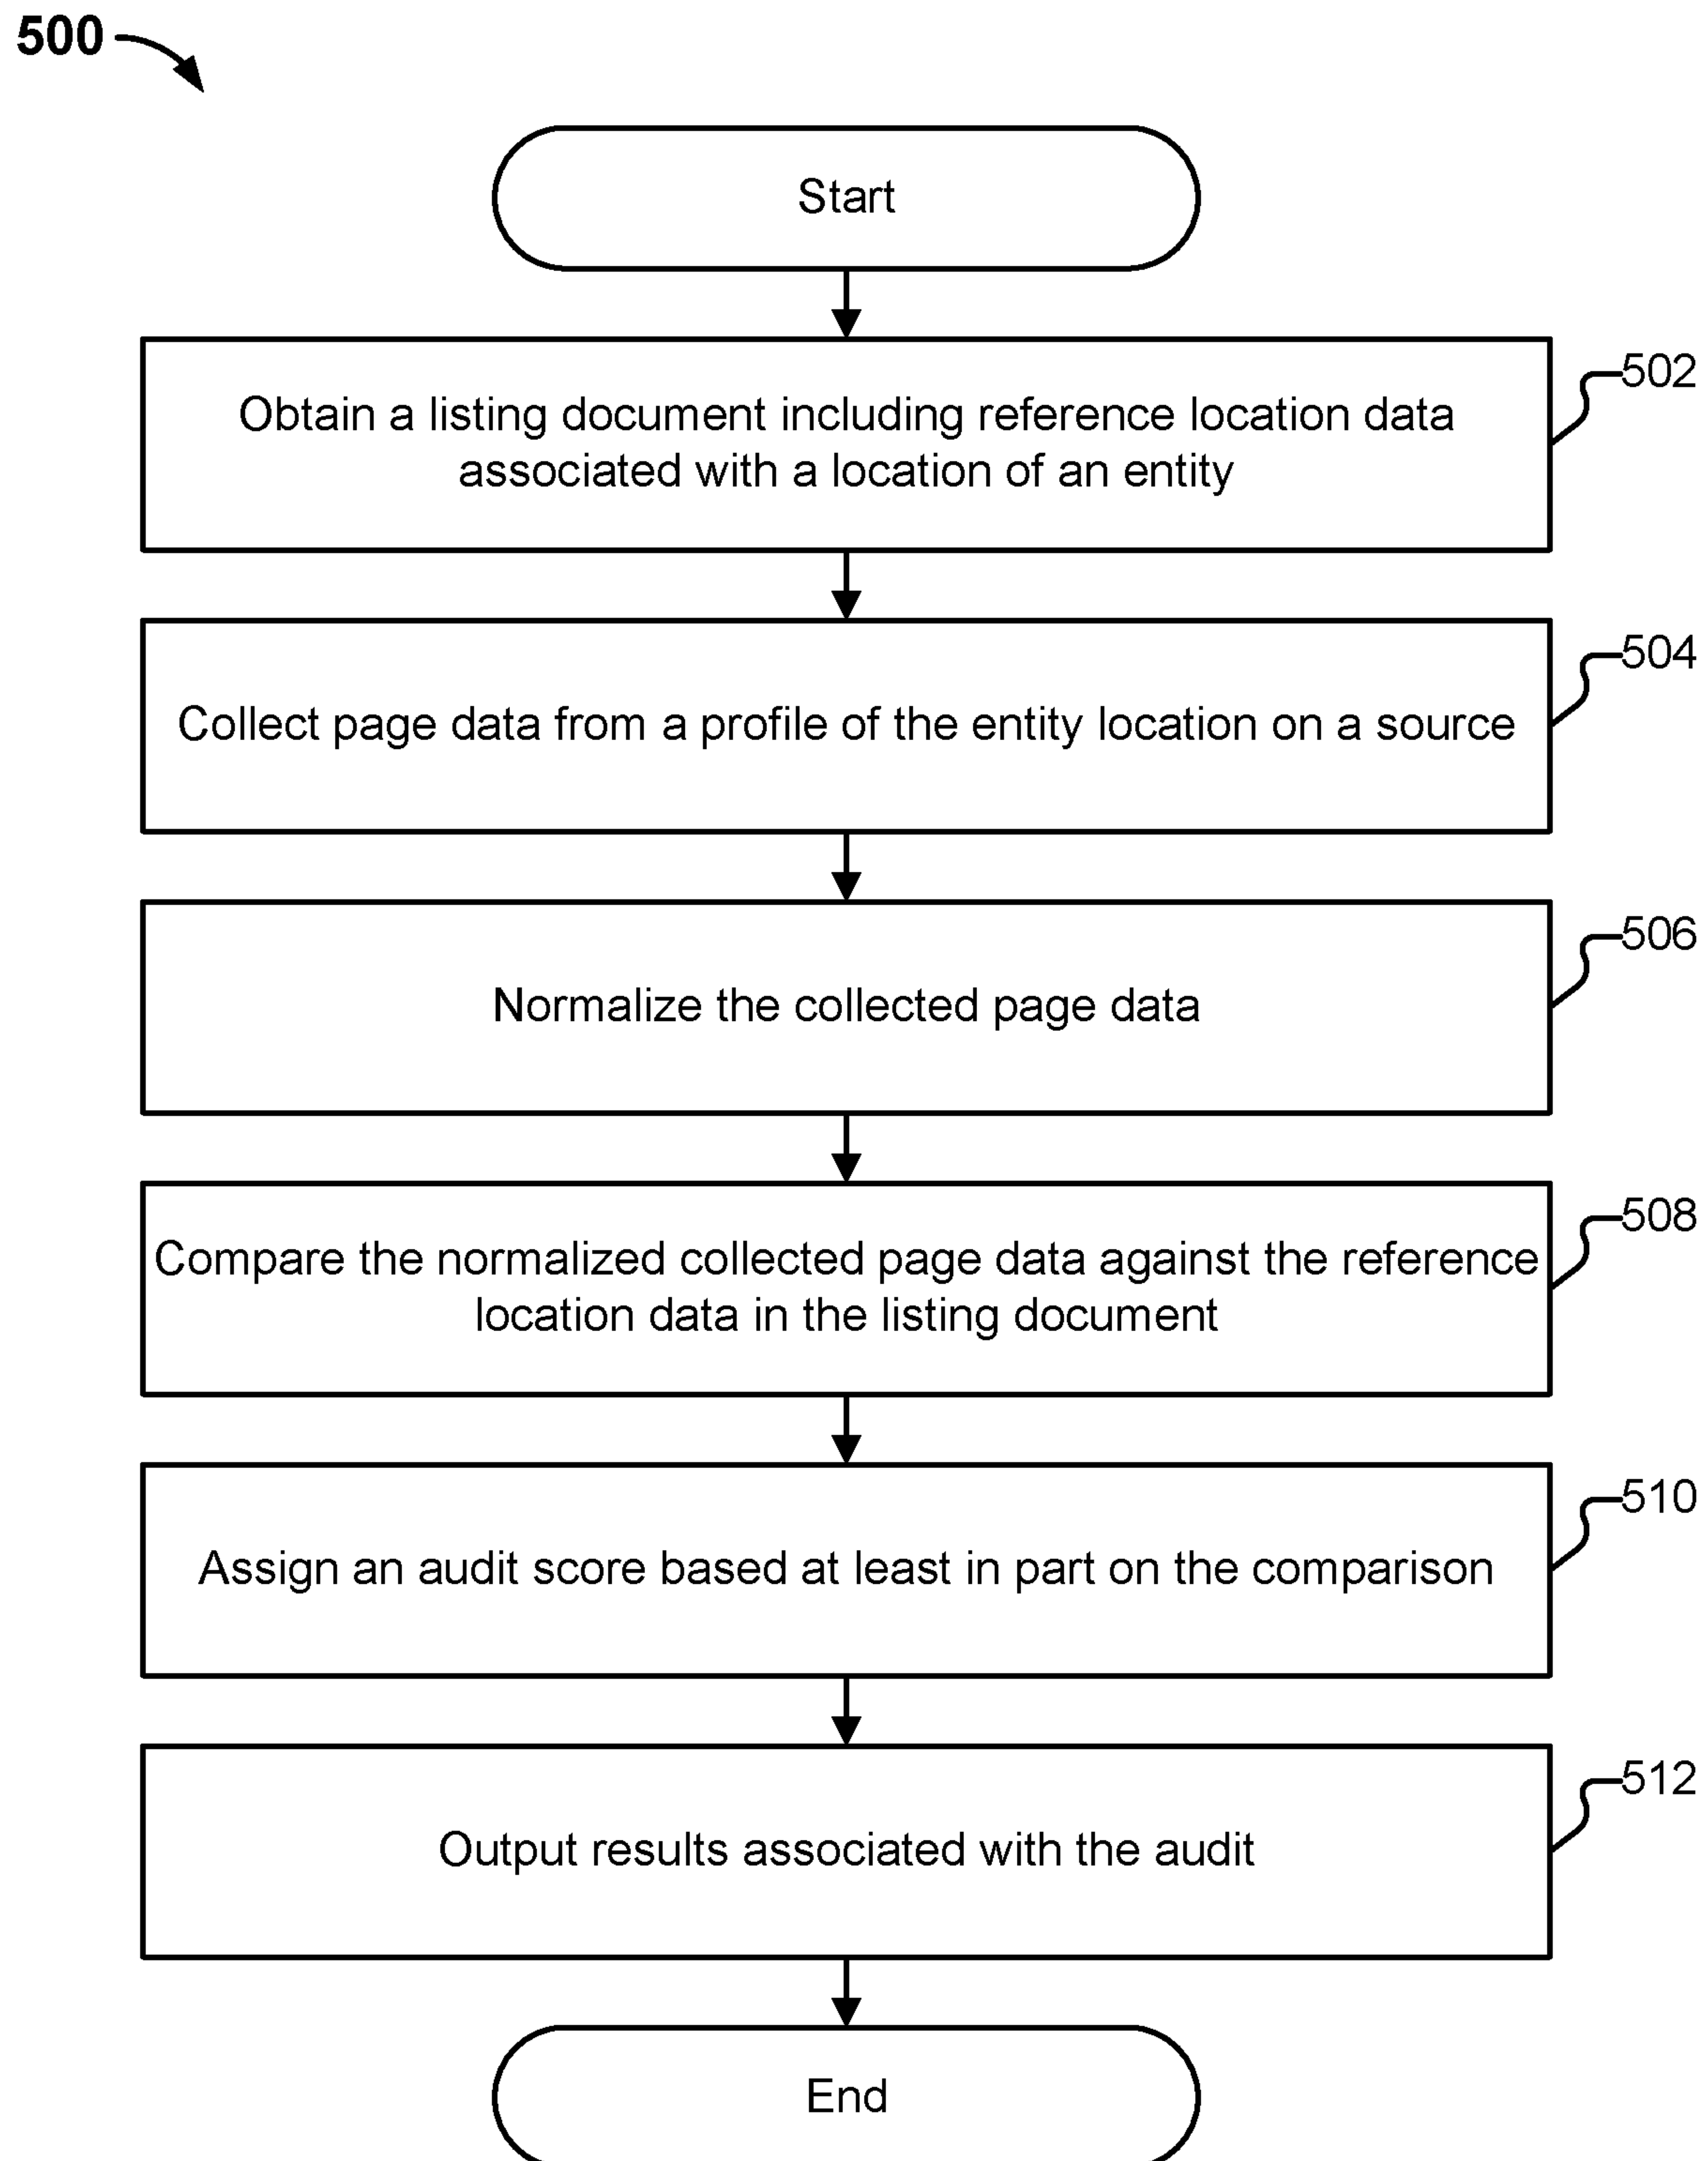 500
Start
502
Obtain a listing document including reference location data
associated with a location of an entity
504
Collect page data from a profile of the entity location on a source
506
Normalize the collected page data
508
Compare the normalized collected page data against the reference
location data in the listing document
510
Assign an audit score based at least in part on the comparison
512
Output results associated with the audit
End